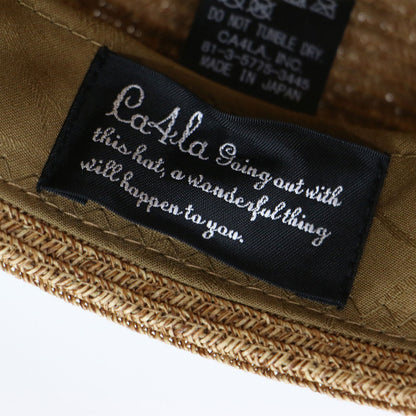 DO NOT TUMBLE DRY.
CA4LA, INC.
81-3-5775-3445
MADE IN JAPAN
Ca4la Going out with
this hat, a wonderful thing
will happen to you.